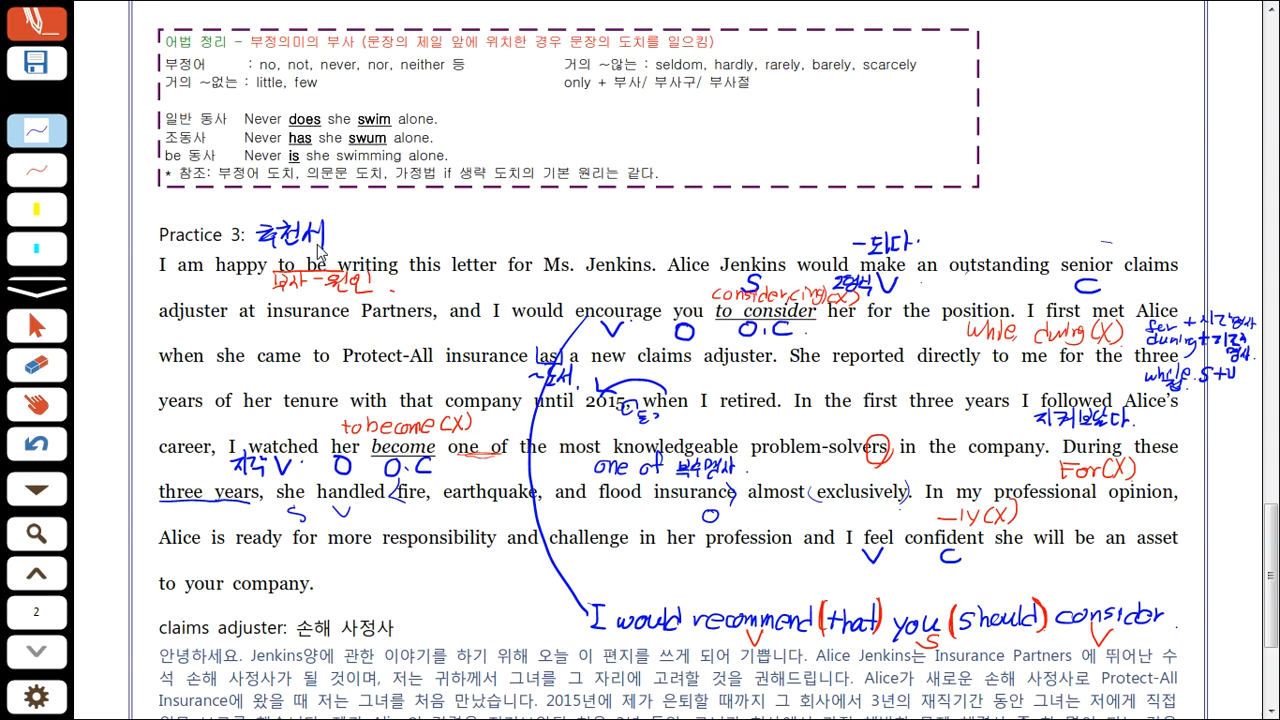 어법 정리 - 부정의미의 부사 (문장의 제일 앞에 위치한 경우 문장의 도치를 일으킴)
부정어 : no, not, never, nor, neither 등 거의 ~않는 : seldom, hardly, rarely, barely, scarcely
거의 ~없는 : little, few only + 부사/ 부사구/ 부사절
일반 동사 Never does she swim alone.
조동사 Never has she swum alone.
be 동사 Never is she swimming alone.
* 참조: 부정어 도치, 의문문 도치, 가정법 if 생략 도치의 기본 원리는 같다.
Practice 3: 추천서
-되다.
I am happy to be writing this letter for Ms. Jenkins. Alice Jenkins would make an outstanding senior claims
부사-원인 S 2형식 V C
consider, cing(X)
adjuster at insurance Partners, and I would encourage you to consider her for the position. I first met Alice
V O O.C while, during(X) for + 시간명사
during + 기간명사
while S+V
when she came to Protect-All insurance as a new claims adjuster. She reported directly to me for the three
~로서.
years of her tenure with that company until 2015, when I retired. In the first three years I followed Alice's
to become(X) 지켜보았다.
career, I watched her become one of the most knowledgeable problem-solvers in the company. During these
지각 V O O.C one of 복수명사 For(X)
three years, she handled fire, earthquake, and flood insurance almost exclusively. In my professional opinion,
S V O -ly(X)
Alice is ready for more responsibility and challenge in her profession and I feel confident she will be an asset
V C
to your company.
I would recommend (that) you (should) consider
V S V
claims adjuster: 손해 사정사
안녕하세요. Jenkins양에 관한 이야기를 하기 위해 오늘 이 편지를 쓰게 되어 기쁩니다. Alice Jenkins는 Insurance Partners 에 뛰어난 수
석 손해 사정사가 될 것이며, 저는 귀하께서 그녀를 그 자리에 고려할 것을 권해드립니다. Alice가 새로운 손해 사정사로 Protect-All
Insurance에 왔을 때 저는 그녀를 처음 만났습니다. 2015년에 제가 은퇴할 때까지 그 회사에서 3년의 재직기간 동안 그녀는 저에게 직접
2